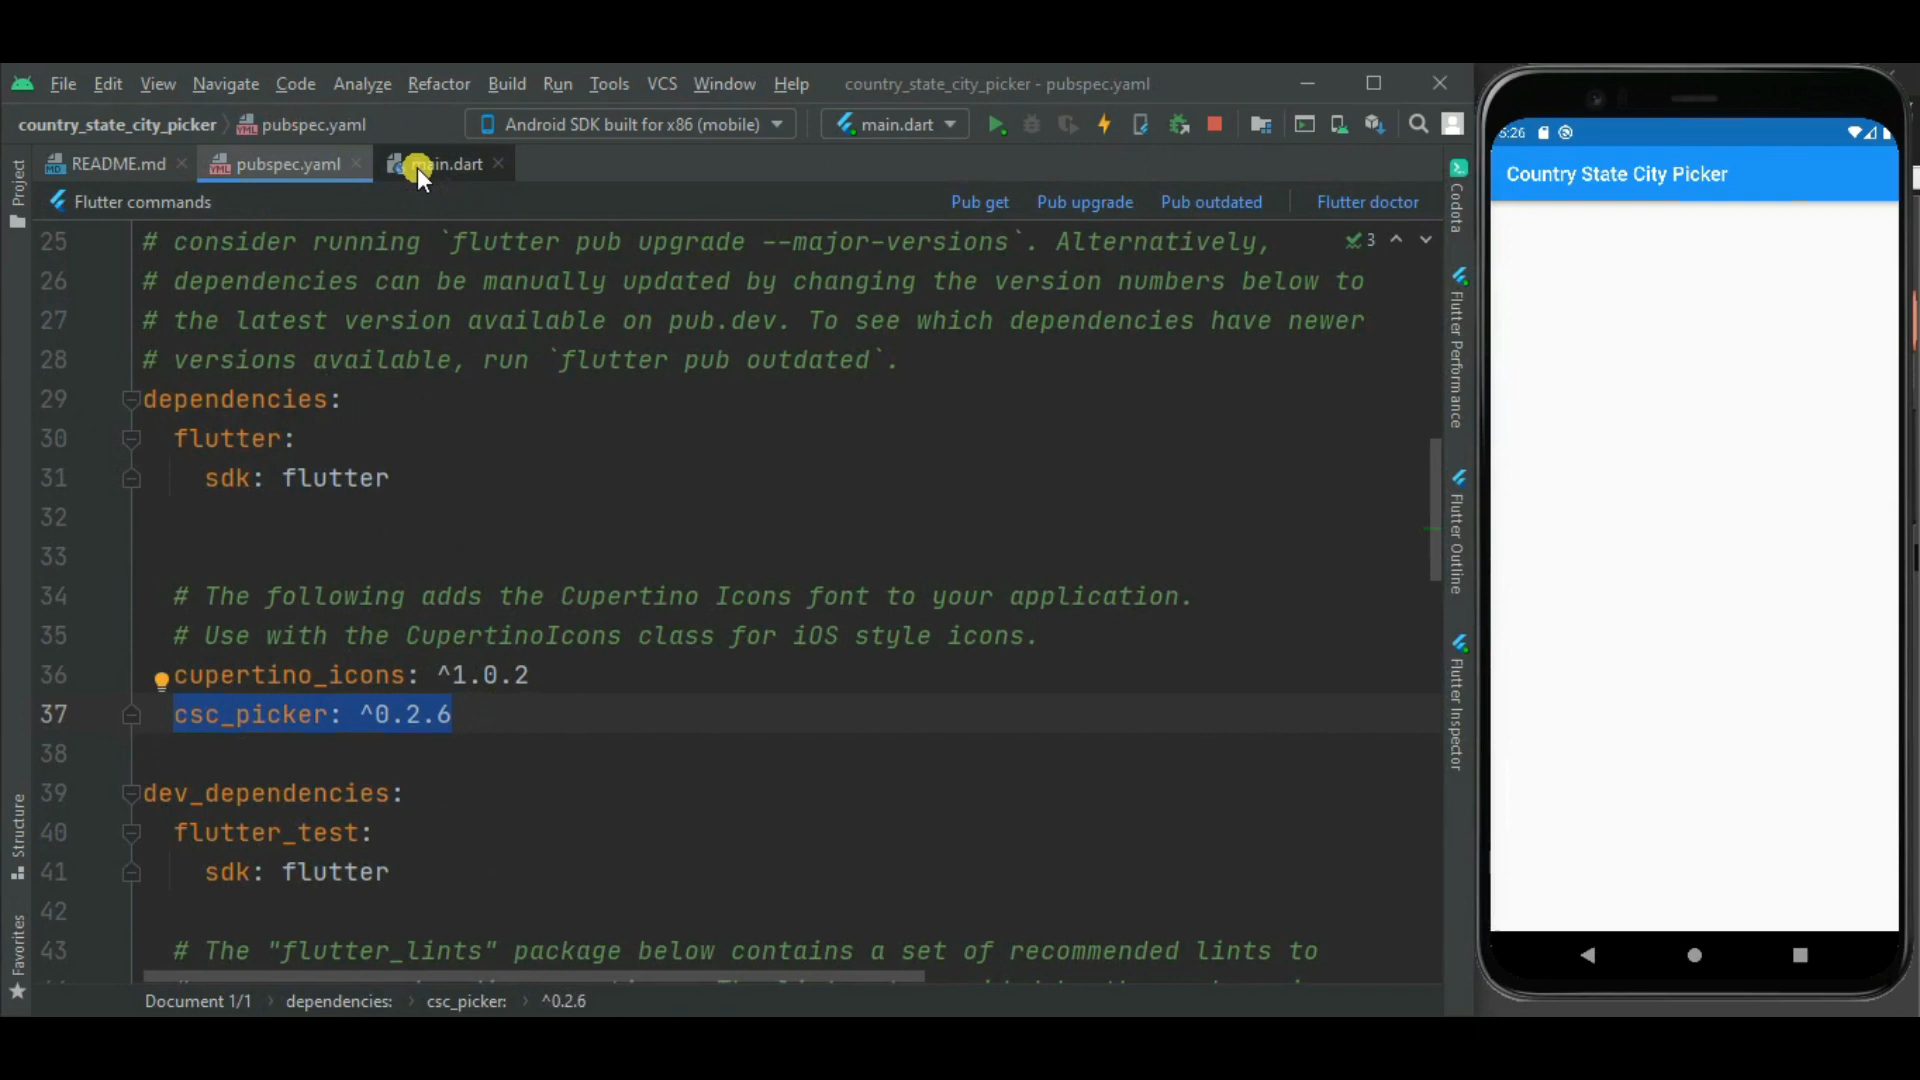 File Edit View Navigate Code Analyze Refactor Build Run Tools VCS Window Help country_state_city_picker - pubspec.yaml
country_state_city_picker pubspec.yaml Android SDK built for x86 (mobile) main.dart
README.md pubspec.yaml main.dart
Flutter commands Pub get Pub upgrade Pub outdated Flutter doctor
25 # consider running `flutter pub upgrade --major-versions`. Alternatively,
3
26 # dependencies can be manually updated by changing the version numbers below to
27 # the latest version available on pub.dev. To see which dependencies have newer
28 # versions available, run `flutter pub outdated`.
29 dependencies:
30 flutter:
31 sdk: flutter
32
33
34 # The following adds the Cupertino Icons font to your application.
35 # Use with the CupertinoIcons class for iOS style icons.
36 cupertino_icons: ^1.0.2
37 csc_picker: ^0.2.6
38
39 dev_dependencies:
40 flutter_test:
41 sdk: flutter
42
43 # The "flutter_lints" package below contains a set of recommended lints to
Document 1/1 dependencies: csc_picker: ^0.2.6
Project
Structure
Favorites
Codota
Flutter Performance
Flutter Outline
Flutter Inspector
5:26
Country State City Picker